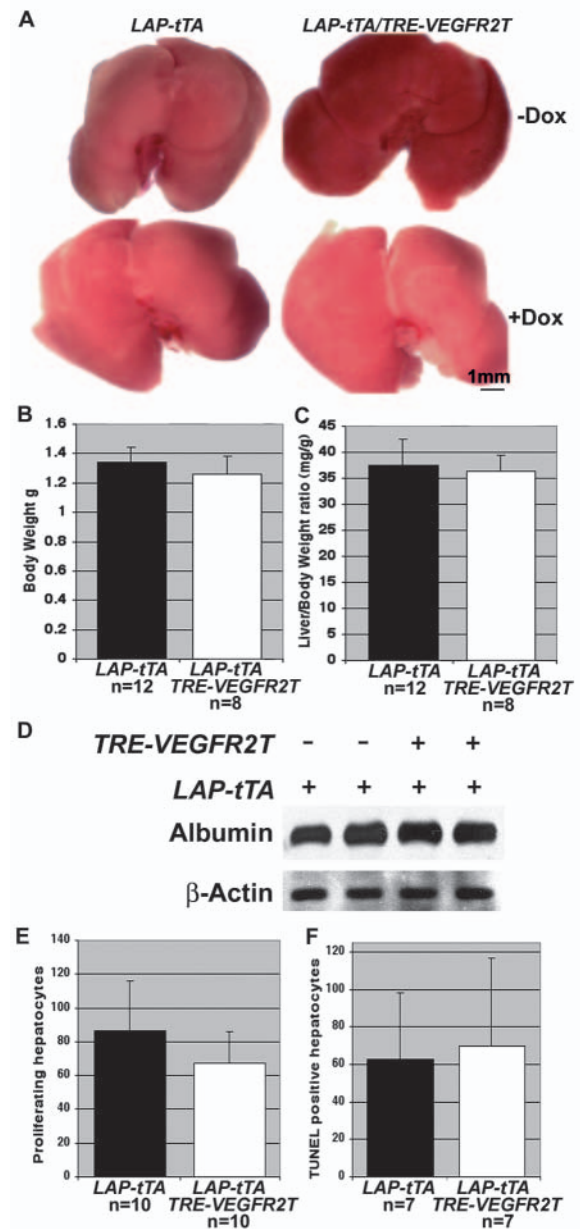 A
LAP-tTA
LAP-tTA/TRE-VEGFR2T
-Dox
+Dox
1mm
B
Body Weight g
1.6
1.4
1.2
1
0.8
0.6
0.4
0.2
0
LAP-tTA
n=12
LAP-tTA
TRE-VEGFR2T
n=8
C
Liver/Body Weight ratio (mg/g)
45
40
35
30
25
20
15
10
5
0
LAP-tTA
n=12
LAP-tTA
TRE-VEGFR2T
n=8
D
TRE-VEGFR2T - - + +
LAP-tTA + + + +
Albumin
β-Actin
E
Proliferating hepatocytes
140
120
100
80
60
40
20
0
LAP-tTA
n=10
LAP-tTA
TRE-VEGFR2T
n=10
F
TUNEL positive hepatocytes
120
100
80
60
40
20
0
LAP-tTA
n=7
LAP-tTA
TRE-VEGFR2T
n=7